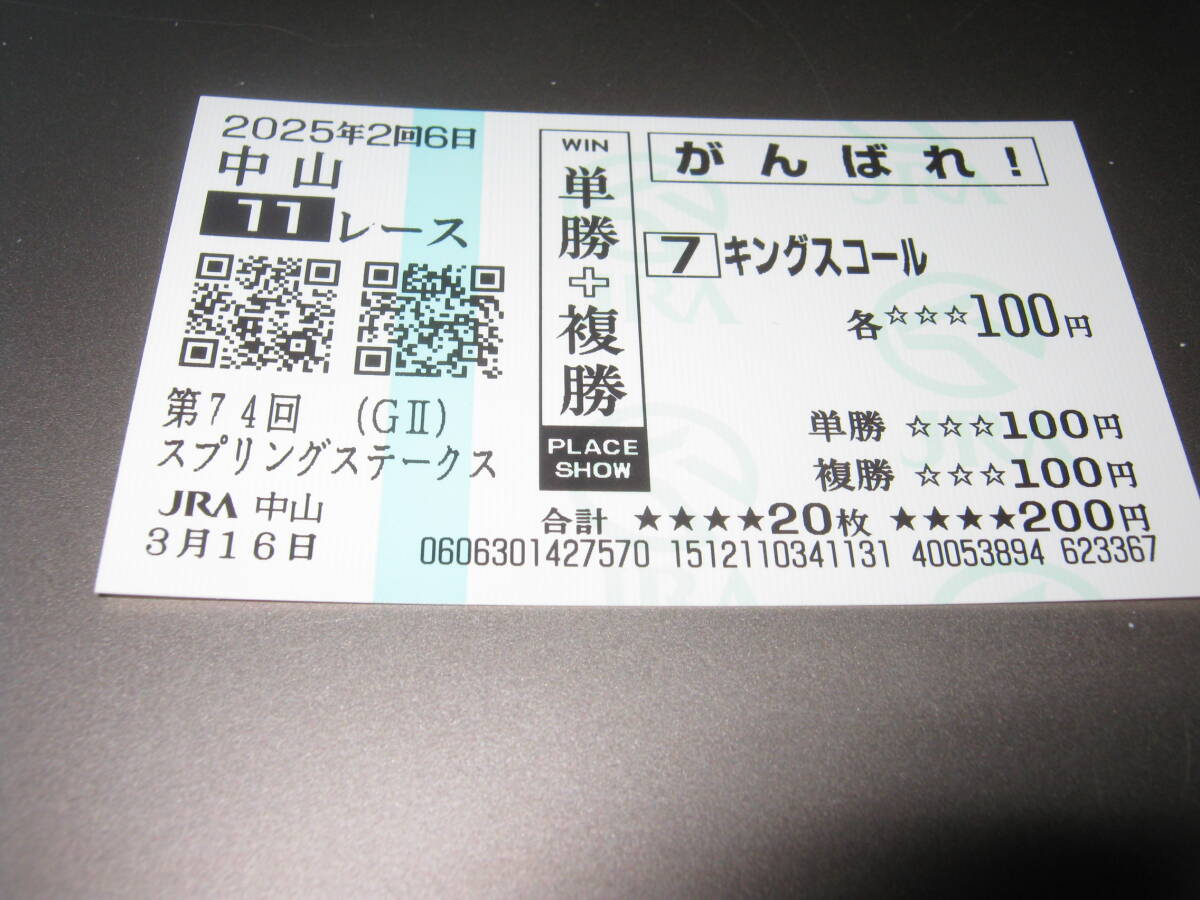 2025年2回6日
中山
11レース
第74回 (GⅡ)
スプリングステークス
JRA 中山
3月16日
WIN
単勝+複勝
PLACE
SHOW
がんばれ!
7 キングスコール
各☆☆☆100円
単勝 ☆☆☆100円
複勝 ☆☆☆100円
合計 ★★★★20枚 ★★★★200円
0606301427570 1512110341131 40053894 623367